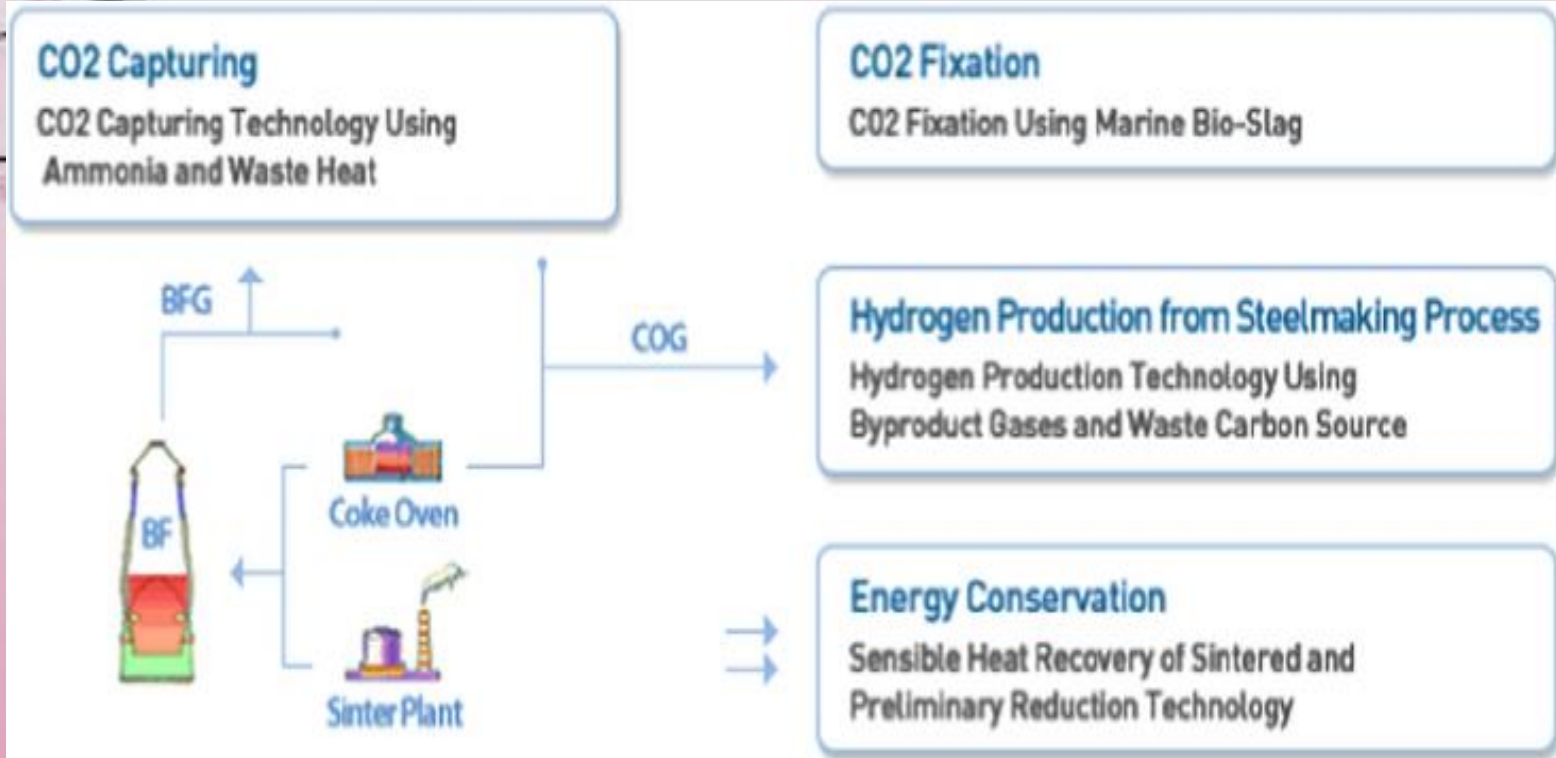 CO2 Capturing
CO2 Capturing Technology Using
Ammonia and Waste Heat
CO2 Fixation
CO2 Fixation Using Marine Bio-Slag
BFG
COG
Hydrogen Production from Steelmaking Process
Hydrogen Production Technology Using
Byproduct Gases and Waste Carbon Source
BF
Coke Oven
Sinter Plant
Energy Conservation
Sensible Heat Recovery of Sintered and
Preliminary Reduction Technology